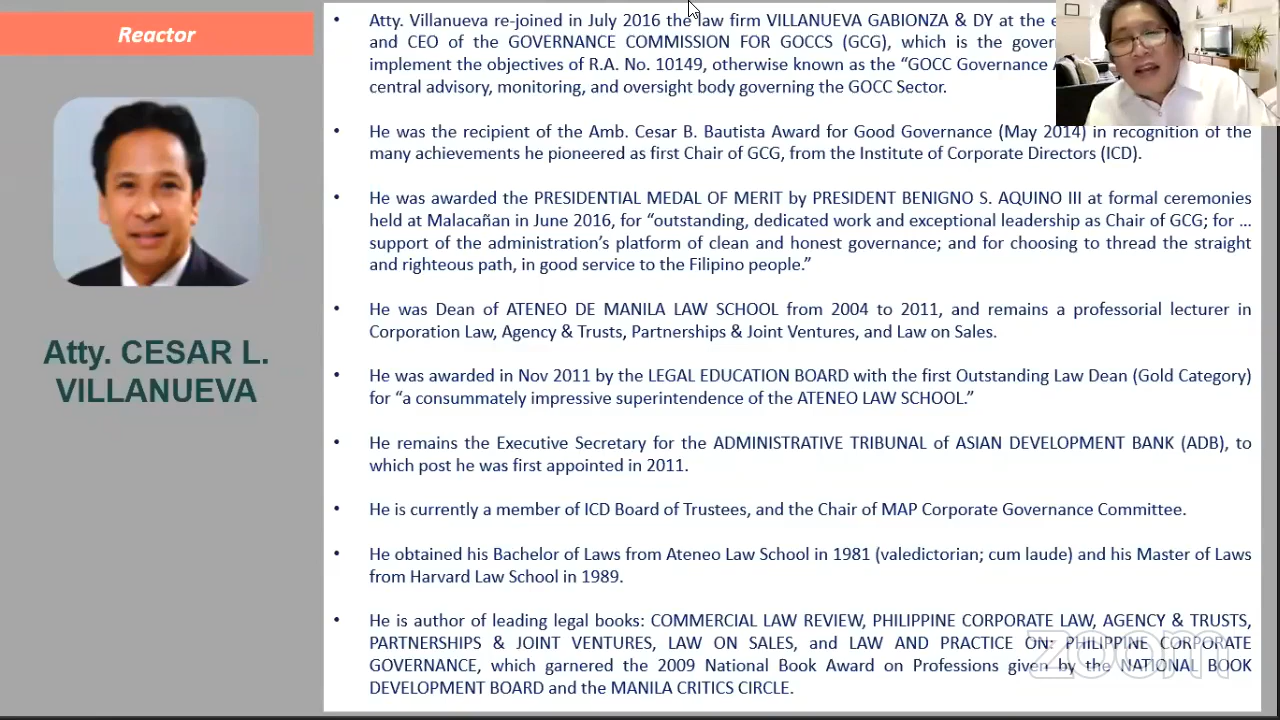 Reactor
Atty. CESAR L.
VILLANUEVA
• Atty. Villanueva re-joined in July 2016 the law firm VILLANUEVA GABIONZA & DY at the
and CEO of the GOVERNANCE COMMISSION FOR GOCCS (GCG), which is the
implement the objectives of R.A. No. 10149, otherwise known as the “GOCC Governance
central advisory, monitoring, and oversight body governing the GOCC Sector.
• He was the recipient of the Amb. Cesar B. Bautista Award for Good Governance (May 2014) in recognition of the
many achievements he pioneered as first Chair of GCG, from the Institute of Corporate Directors (ICD).
• He was awarded the PRESIDENTIAL MEDAL OF MERIT by PRESIDENT BENIGNO S. AQUINO III at formal ceremonies
held at Malacañan in June 2016, for “outstanding, dedicated work and exceptional leadership as Chair of GCG; for …
support of the administration’s platform of clean and honest governance; and for choosing to thread the straight
and righteous path, in good service to the Filipino people.”
• He was Dean of ATENEO DE MANILA LAW SCHOOL from 2004 to 2011, and remains a professorial lecturer in
Corporation Law, Agency & Trusts, Partnerships & Joint Ventures, and Law on Sales.
• He was awarded in Nov 2011 by the LEGAL EDUCATION BOARD with the first Outstanding Law Dean (Gold Category)
for “a consummately impressive superintendence of the ATENEO LAW SCHOOL.”
• He remains the Executive Secretary for the ADMINISTRATIVE TRIBUNAL of ASIAN DEVELOPMENT BANK (ADB), to
which post he was first appointed in 2011.
• He is currently a member of ICD Board of Trustees, and the Chair of MAP Corporate Governance Committee.
• He obtained his Bachelor of Laws from Ateneo Law School in 1981 (valedictorian; cum laude) and his Master of Laws
from Harvard Law School in 1989.
• He is author of leading legal books: COMMERCIAL LAW REVIEW, PHILIPPINE CORPORATE LAW, AGENCY & TRUSTS,
PARTNERSHIPS & JOINT VENTURES, LAW ON SALES, and LAW AND PRACTICE ON: PHILIPPINE CORPORATE
GOVERNANCE, which garnered the 2009 National Book Award on Professions given by the NATIONAL BOOK
DEVELOPMENT BOARD and the MANILA CRITICS CIRCLE.
zoom